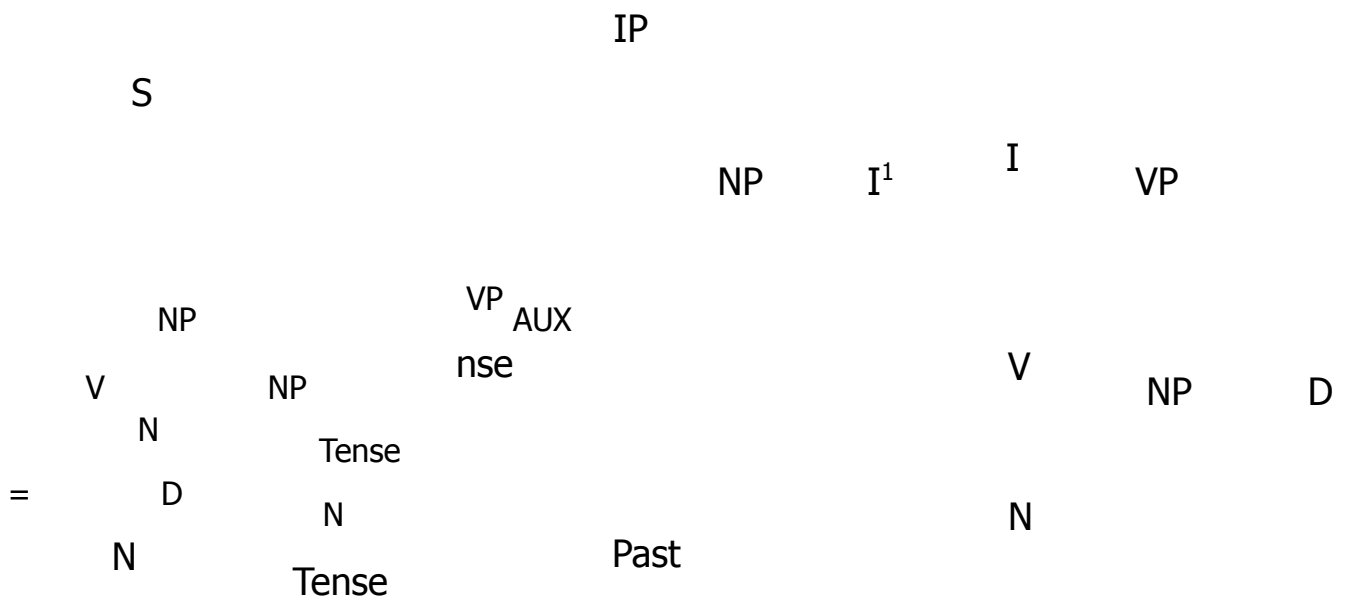 IP
S
NP I¹ I VP
NP VP AUX
nse
V NP V NP D
N
Tense
= D
N N
N Past
Tense